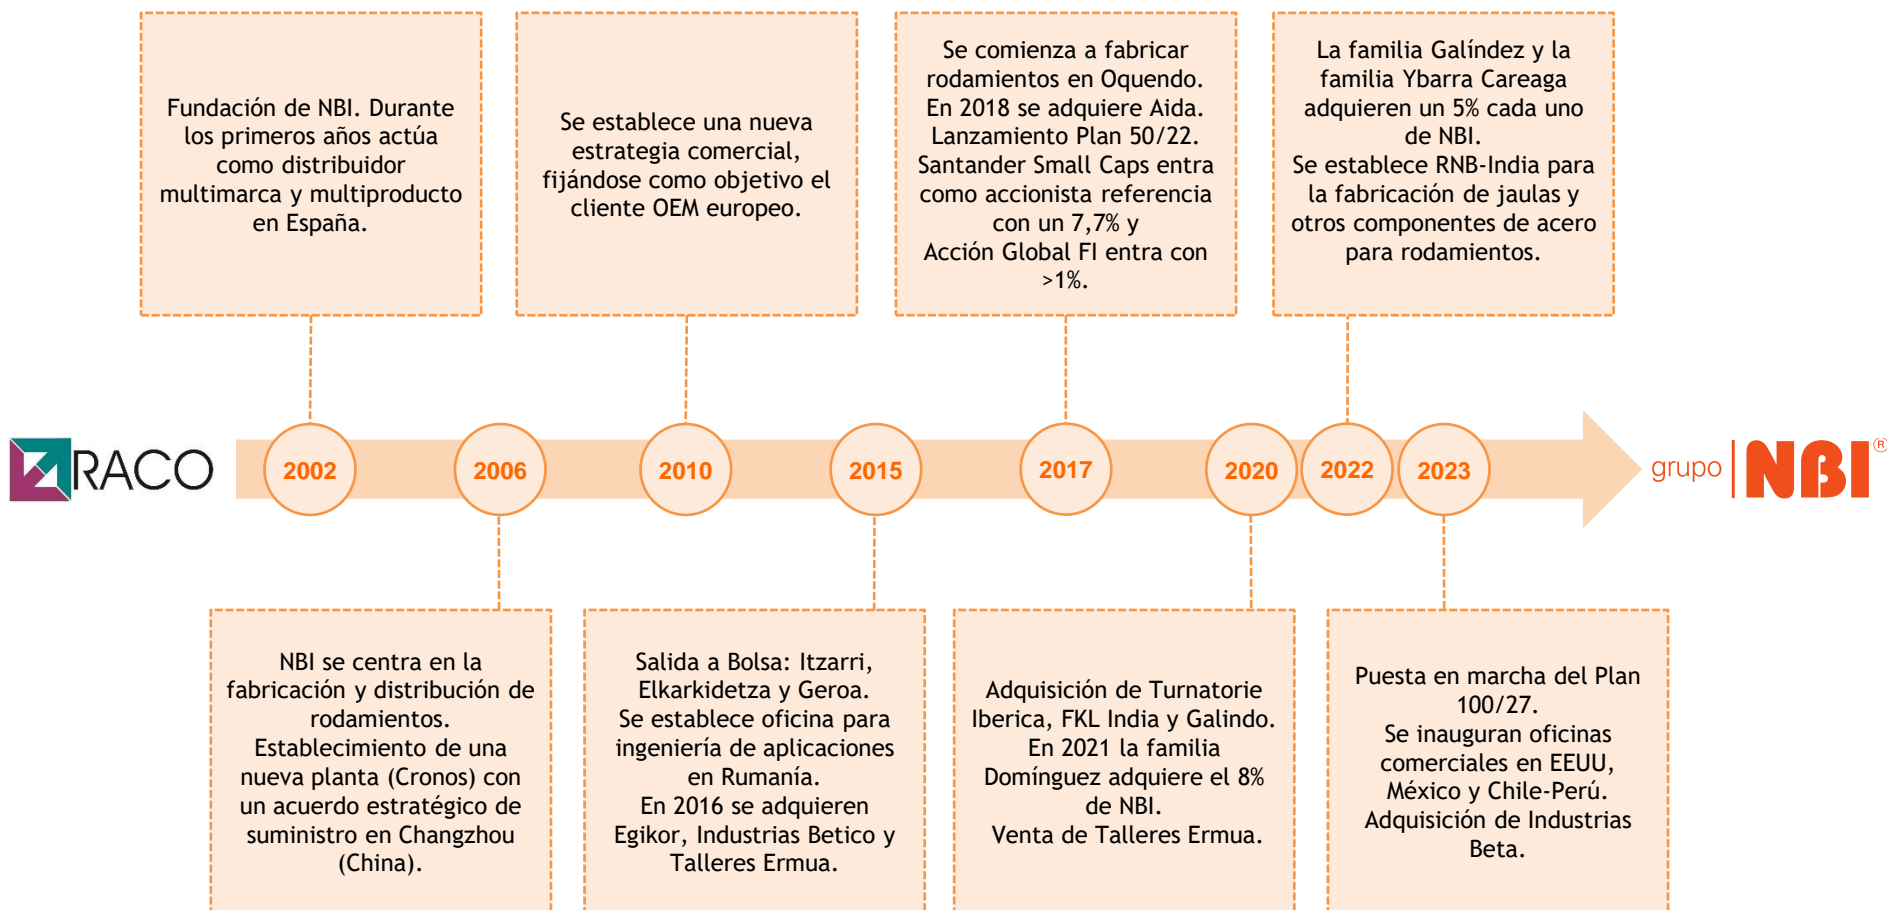 Fundación de NBI. Durante
los primeros años actúa
como distribuidor
multimarca y multiproducto
en España.
Se establece una nueva
estrategia comercial,
fijándose como objetivo el
cliente OEM europeo.
Se comienza a fabricar
rodamientos en Oquendo.
En 2018 se adquiere Aida.
Lanzamiento Plan 50/22.
Santander Small Caps entra
como accionista referencia
con un 7,7% y
Acción Global FI entra con
>1%.
La familia Galíndez y la
familia Ybarra Careaga
adquieren un 5% cada uno
de NBI.
Se establece RNB-India para
la fabricación de jaulas y
otros componentes de acero
para rodamientos.
RACO
2002
2006
2010
2015
2017
2020
2022
2023
grupo NBI®
NBI se centra en la
fabricación y distribución de
rodamientos.
Establecimiento de una
nueva planta (Cronos) con
un acuerdo estratégico de
suministro en Changzhou
(China).
Salida a Bolsa: Itzarri,
Elkarkidetza y Geroa.
Se establece oficina para
ingeniería de aplicaciones
en Rumanía.
En 2016 se adquieren
Egikor, Industrias Betico y
Talleres Ermua.
Adquisición de Turnatorie
Iberica, FKL India y Galindo.
En 2021 la familia
Domínguez adquiere el 8%
de NBI.
Venta de Talleres Ermua.
Puesta en marcha del Plan
100/27.
Se inauguran oficinas
comerciales en EEUU,
México y Chile-Perú.
Adquisición de Industrias
Beta.